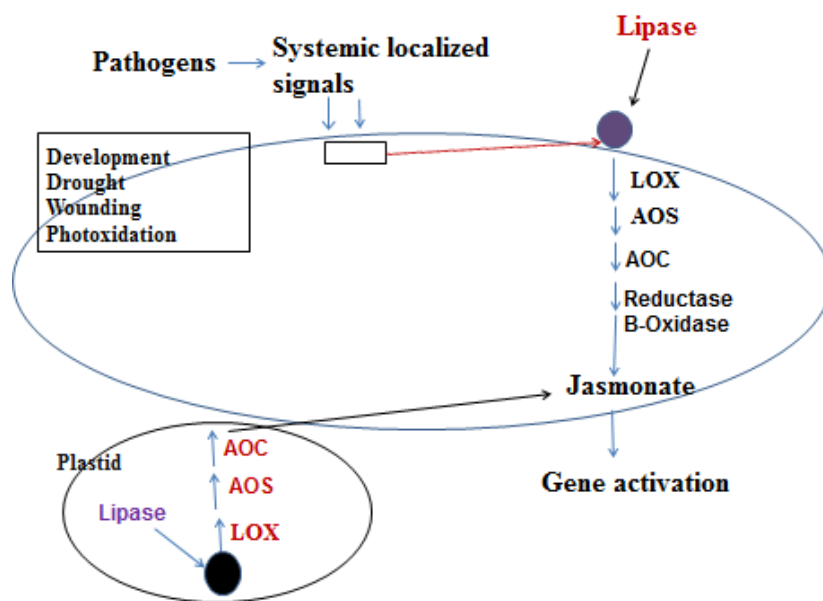 Pathogens
Systemic localized
signals
Lipase
Development
Drought
Wounding
Photoxidation
LOX
AOS
AOC
Reductase
B-Oxidase
Jasmonate
Gene activation
Plastid
AOC
AOS
Lipase
LOX